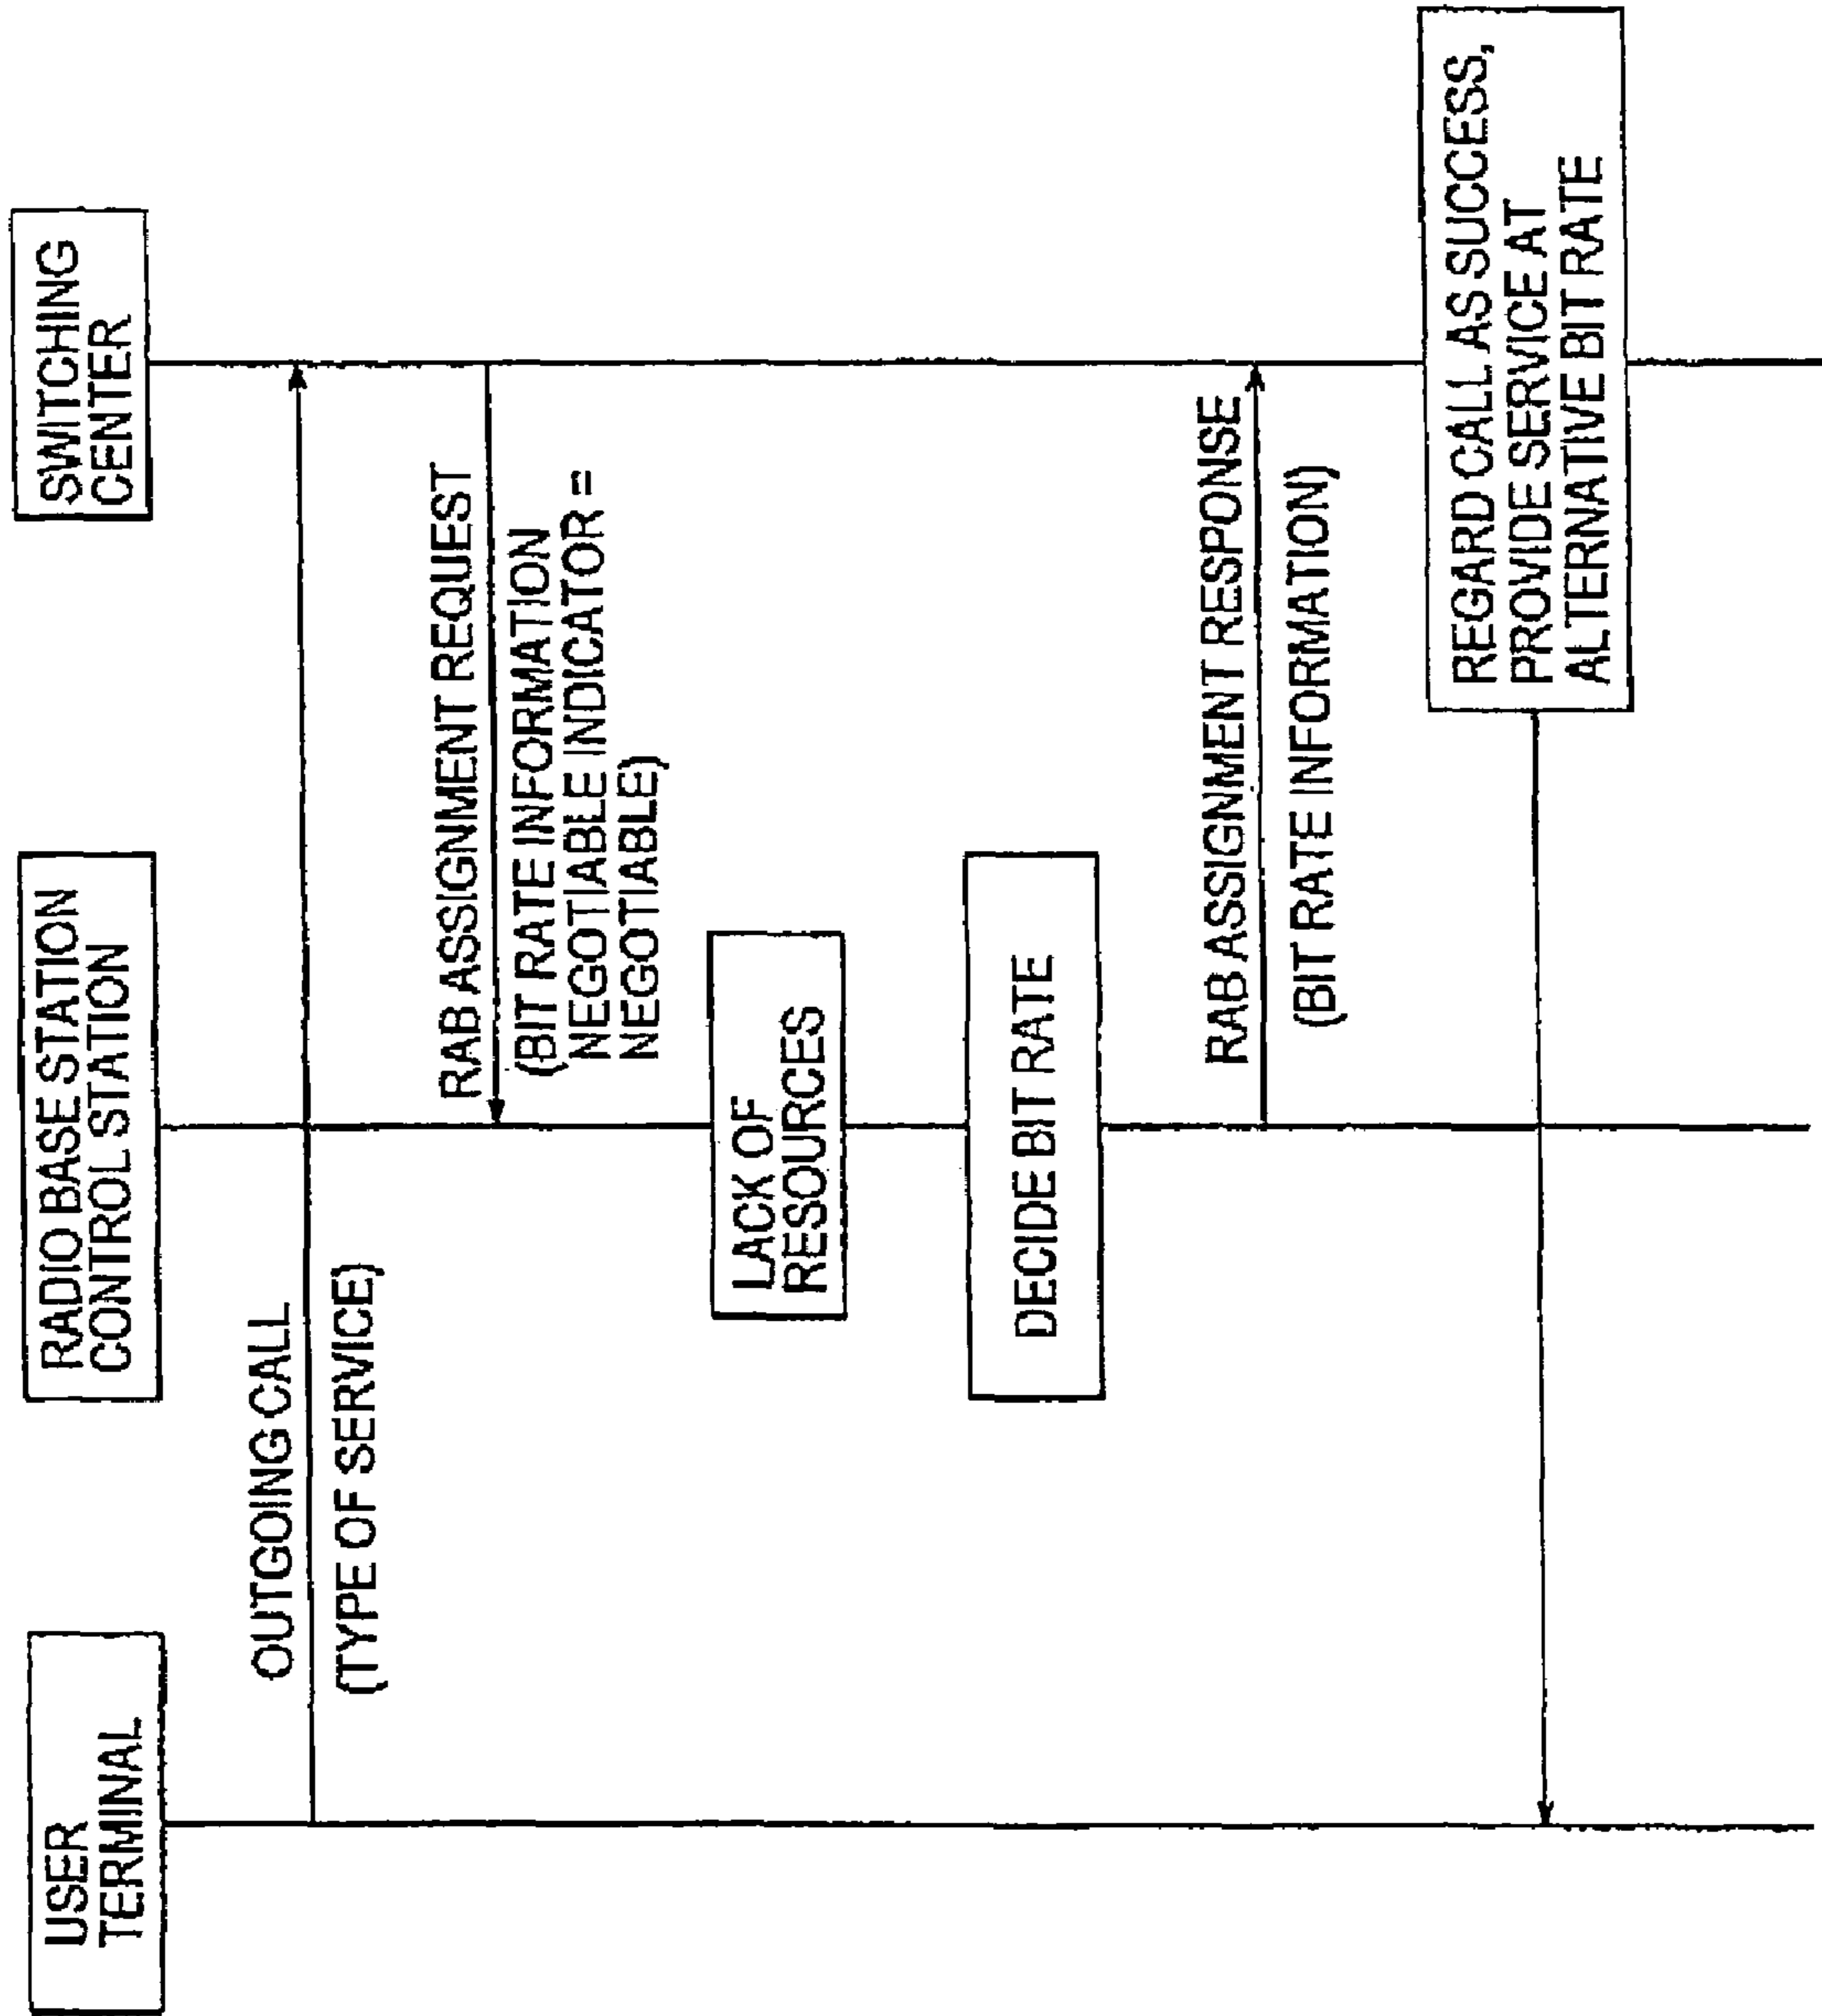 USER
TERMINAL
RADIO BASE STATION
CONTROL STATION
SWITCHING
CENTER
OUTGOING CALL
(TYPE OF SERVICE)
RAB ASSIGNMENT REQUEST
(BIT RATE INFORMATION
NEGOTIABLE INDICATOR =
NEGOTIABLE)
LACK OF
RESOURCES
DECIDE BIT RATE
RAB ASSIGNMENT RESPONSE
(BIT RATE INFORMATION)
REGARD CALL AS SUCCESS,
PROVIDE SERVICE AT
ALTERNATIVE BIT RATE